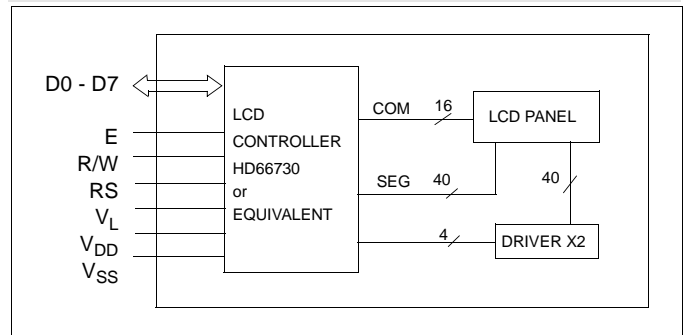 D0 - D7
E
R/W
RS
VL
VDD
VSS
LCD
CONTROLLER
HD66730
or
EQUIVALENT
COM 16
SEG 40
4
LCD PANEL
40
DRIVER X2